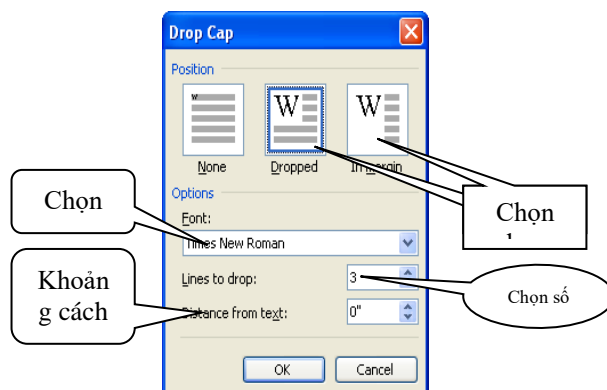 Drop Cap
Position
W
W
W
None Dropped In Margin
Options
Chọn
Chọn
Font:
Times New Roman
Khoản
g cách
Lines to drop: 3
Chọn số
Distance from text: 0"
OK Cancel